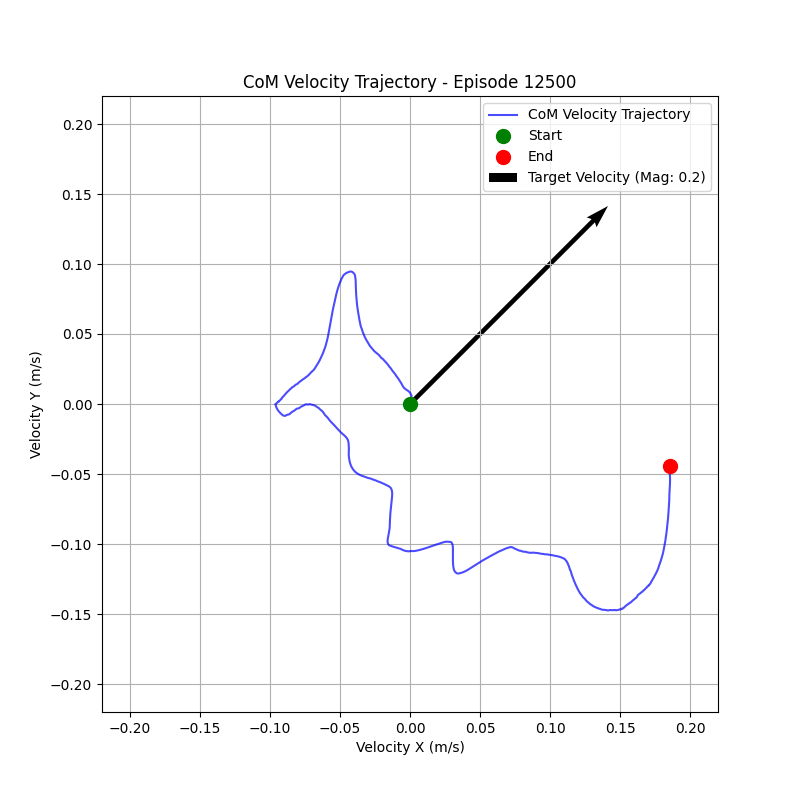 CoM Velocity Trajectory - Episode 12500
CoM Velocity Trajectory
Start
End
Target Velocity (Mag: 0.2)
0.20
0.15
0.10
0.05
0.00
−0.05
−0.10
−0.15
−0.20
Velocity Y (m/s)
−0.20 −0.15 −0.10 −0.05 0.00 0.05 0.10 0.15 0.20
Velocity X (m/s)